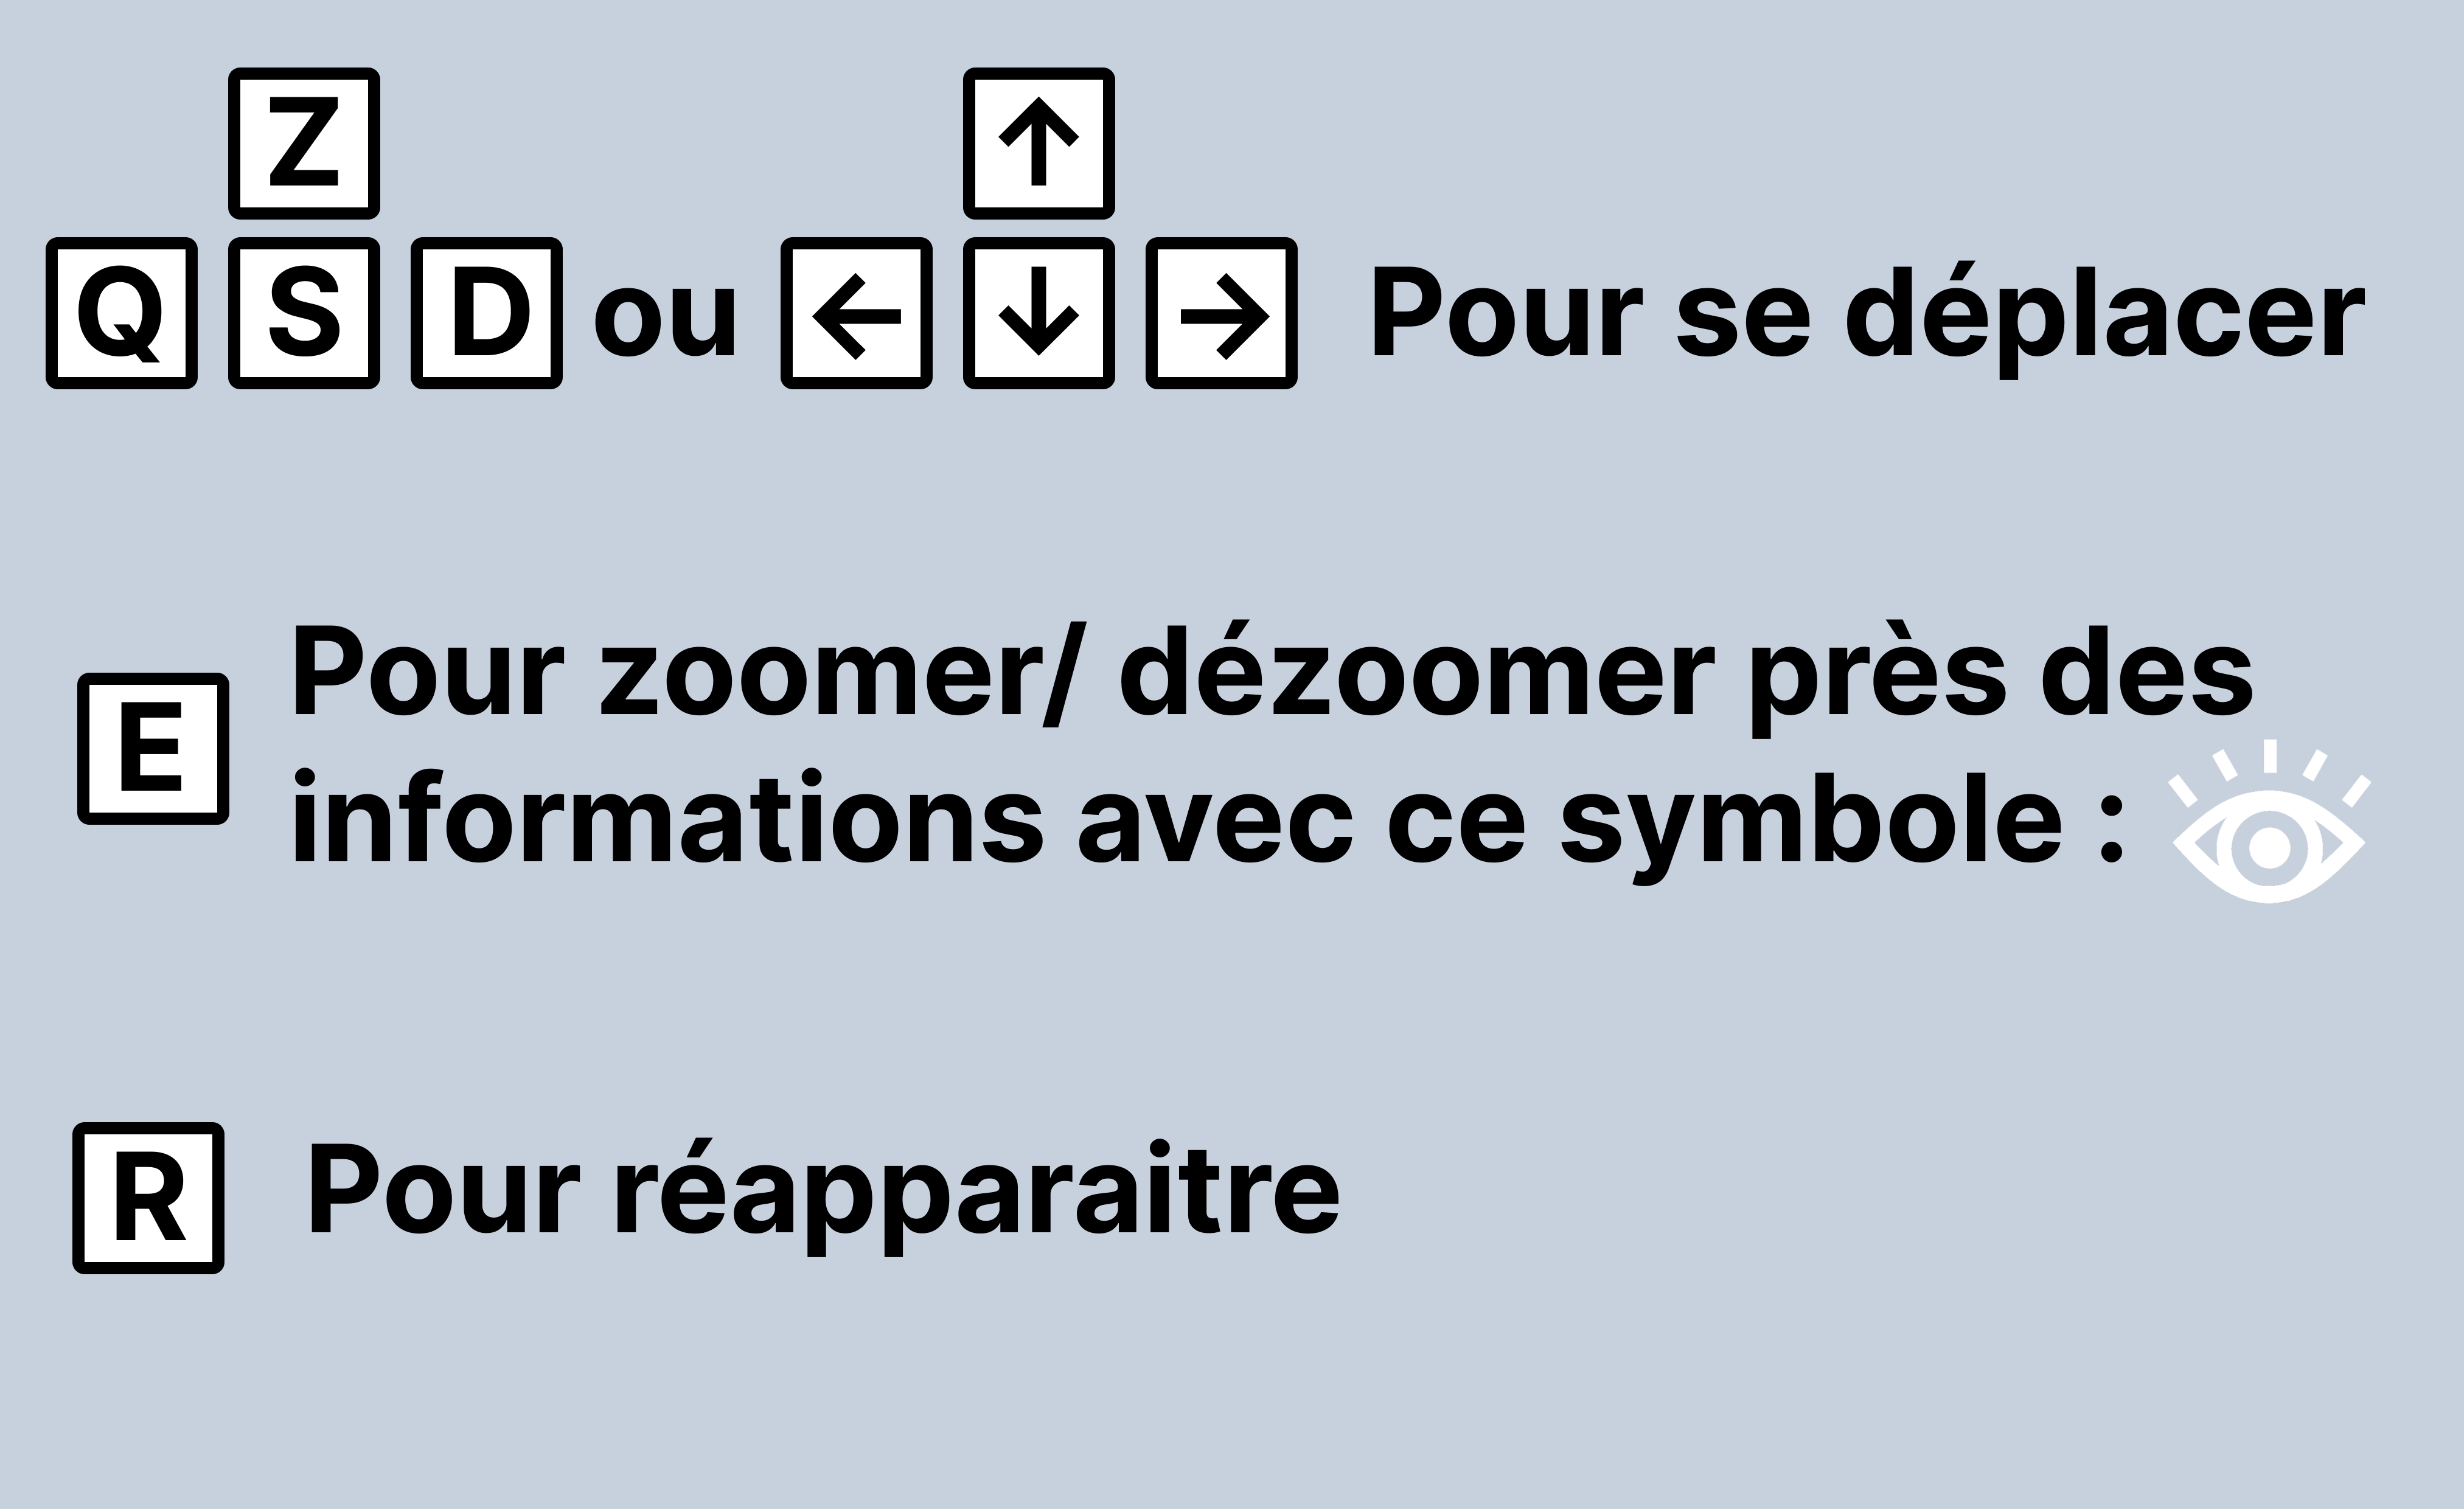 Z ↑
Q S D ou ← ↓ → Pour se déplacer
E Pour zoomer/ dézoomer près des
informations avec ce symbole :
R Pour réapparaitre